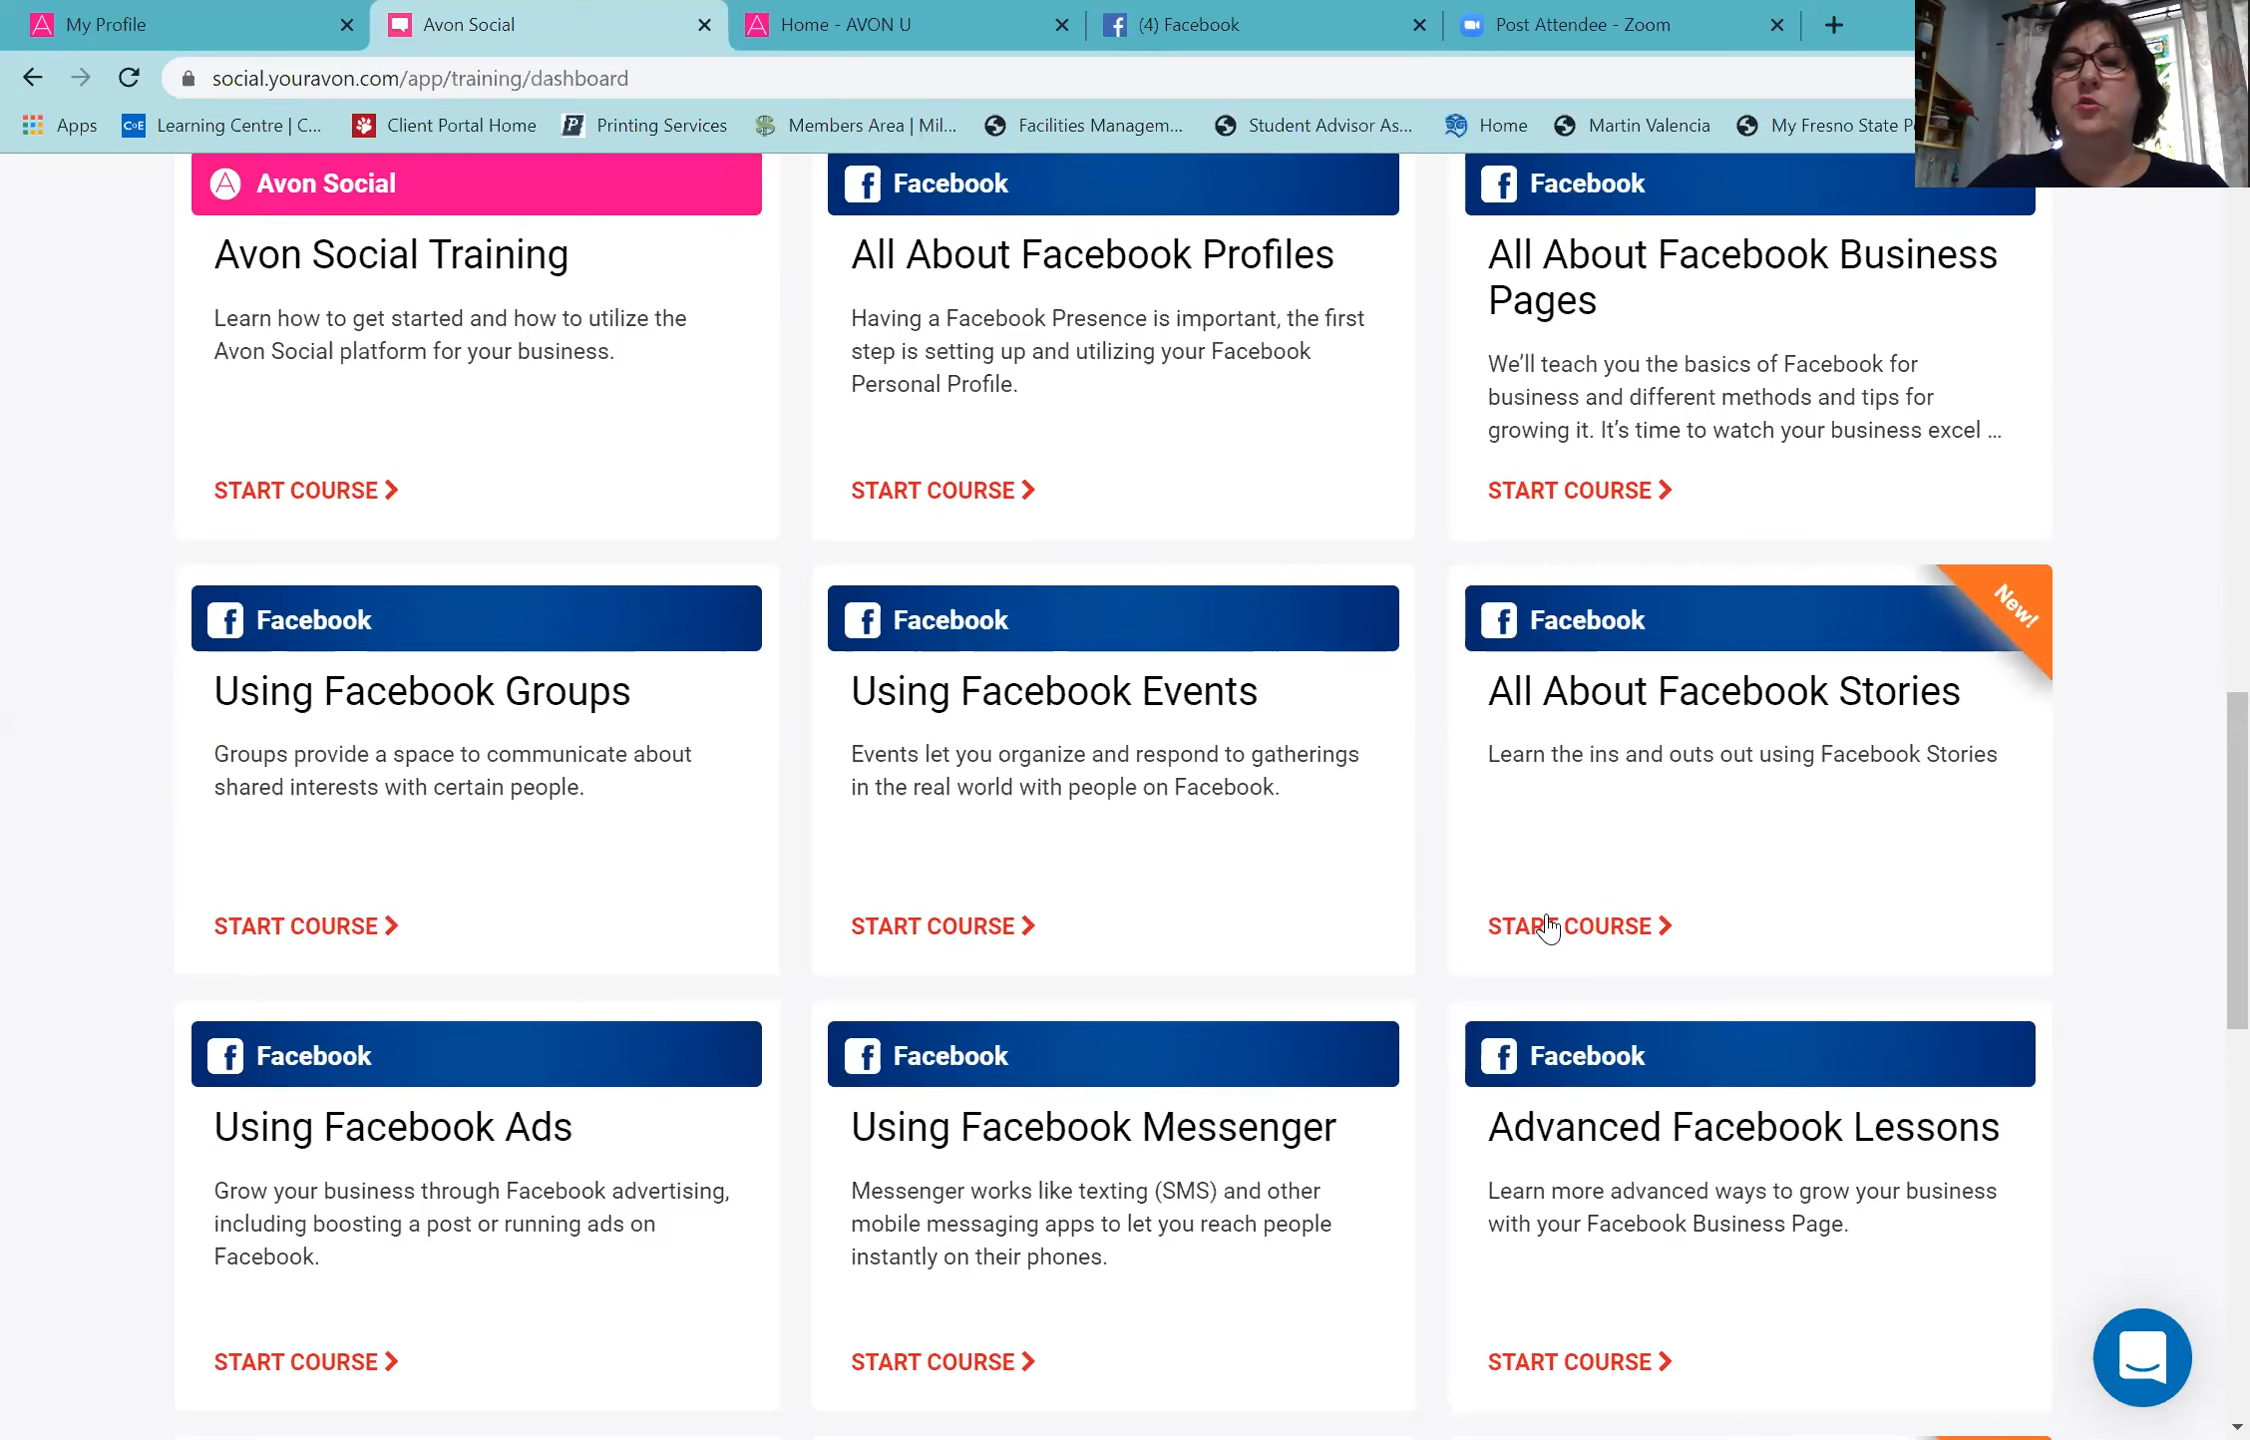 My Profile
Avon Social
Home - AVON U
(4) Facebook
Post Attendee - Zoom
social.youravon.com/app/training/dashboard
Apps
Learning Centre | C...
Client Portal Home
Printing Services
Members Area | Mil...
Facilities Managem...
Student Advisor As...
Home
Martin Valencia
My Fresno State
Avon Social
Avon Social Training
Learn how to get started and how to utilize the
Avon Social platform for your business.
START COURSE
Facebook
All About Facebook Profiles
Having a Facebook Presence is important, the first
step is setting up and utilizing your Facebook
Personal Profile.
START COURSE
Facebook
All About Facebook Business
Pages
We'll teach you the basics of Facebook for
business and different methods and tips for
growing it. It's time to watch your business excel ...
START COURSE
Facebook
Using Facebook Groups
Groups provide a space to communicate about
shared interests with certain people.
START COURSE
Facebook
Using Facebook Events
Events let you organize and respond to gatherings
in the real world with people on Facebook.
START COURSE
Facebook
New!
All About Facebook Stories
Learn the ins and outs out using Facebook Stories
START COURSE
Facebook
Using Facebook Ads
Grow your business through Facebook advertising,
including boosting a post or running ads on
Facebook.
START COURSE
Facebook
Using Facebook Messenger
Messenger works like texting (SMS) and other
mobile messaging apps to let you reach people
instantly on their phones.
START COURSE
Facebook
Advanced Facebook Lessons
Learn more advanced ways to grow your business
with your Facebook Business Page.
START COURSE